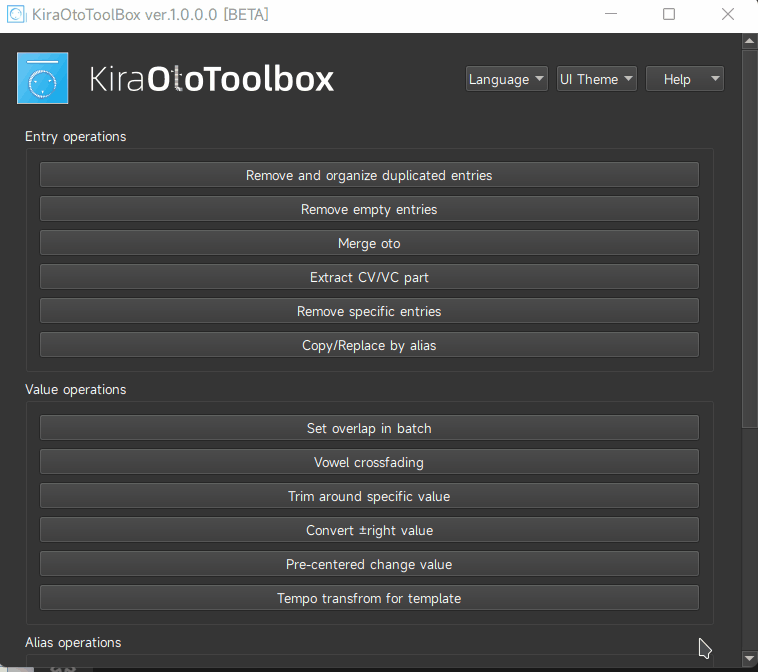 KiraOtoToolBox ver.1.0.0.0 [BETA]
KiraOtoToolbox
Language
UI Theme
Help
Entry operations
Remove and organize duplicated entries
Remove empty entries
Merge oto
Extract CV/VC part
Remove specific entries
Copy/Replace by alias
Value operations
Set overlap in batch
Vowel crossfading
Trim around specific value
Convert ±right value
Pre-centered change value
Tempo transfrom for template
Alias operations